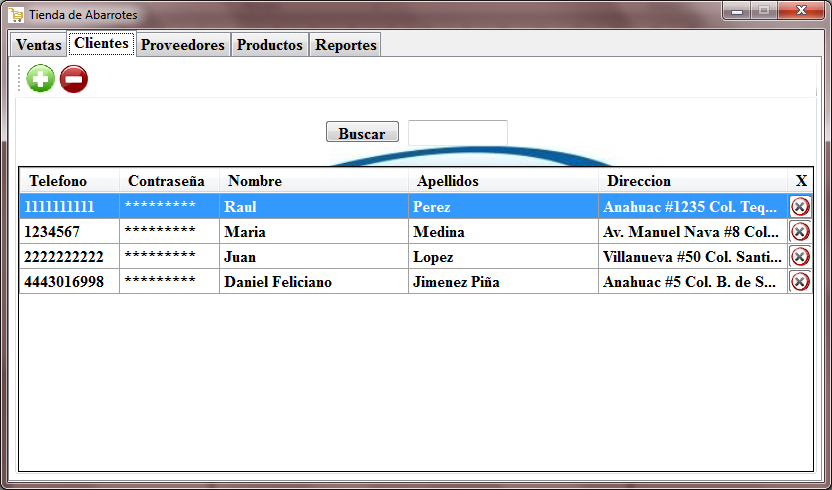 Tienda de Abarrotes
Ventas Clientes Proveedores Productos Reportes
Buscar
Telefono Contraseña Nombre Apellidos Direccion X
1111111111 ********* Raul Perez Anahuac #1235 Col. Teq...
1234567 ********* Maria Medina Av. Manuel Nava #8 Col...
2222222222 ********* Juan Lopez Villanueva #50 Col. Santi...
4443016998 ********* Daniel Feliciano Jimenez Piña Anahuac #5 Col. B. de S...